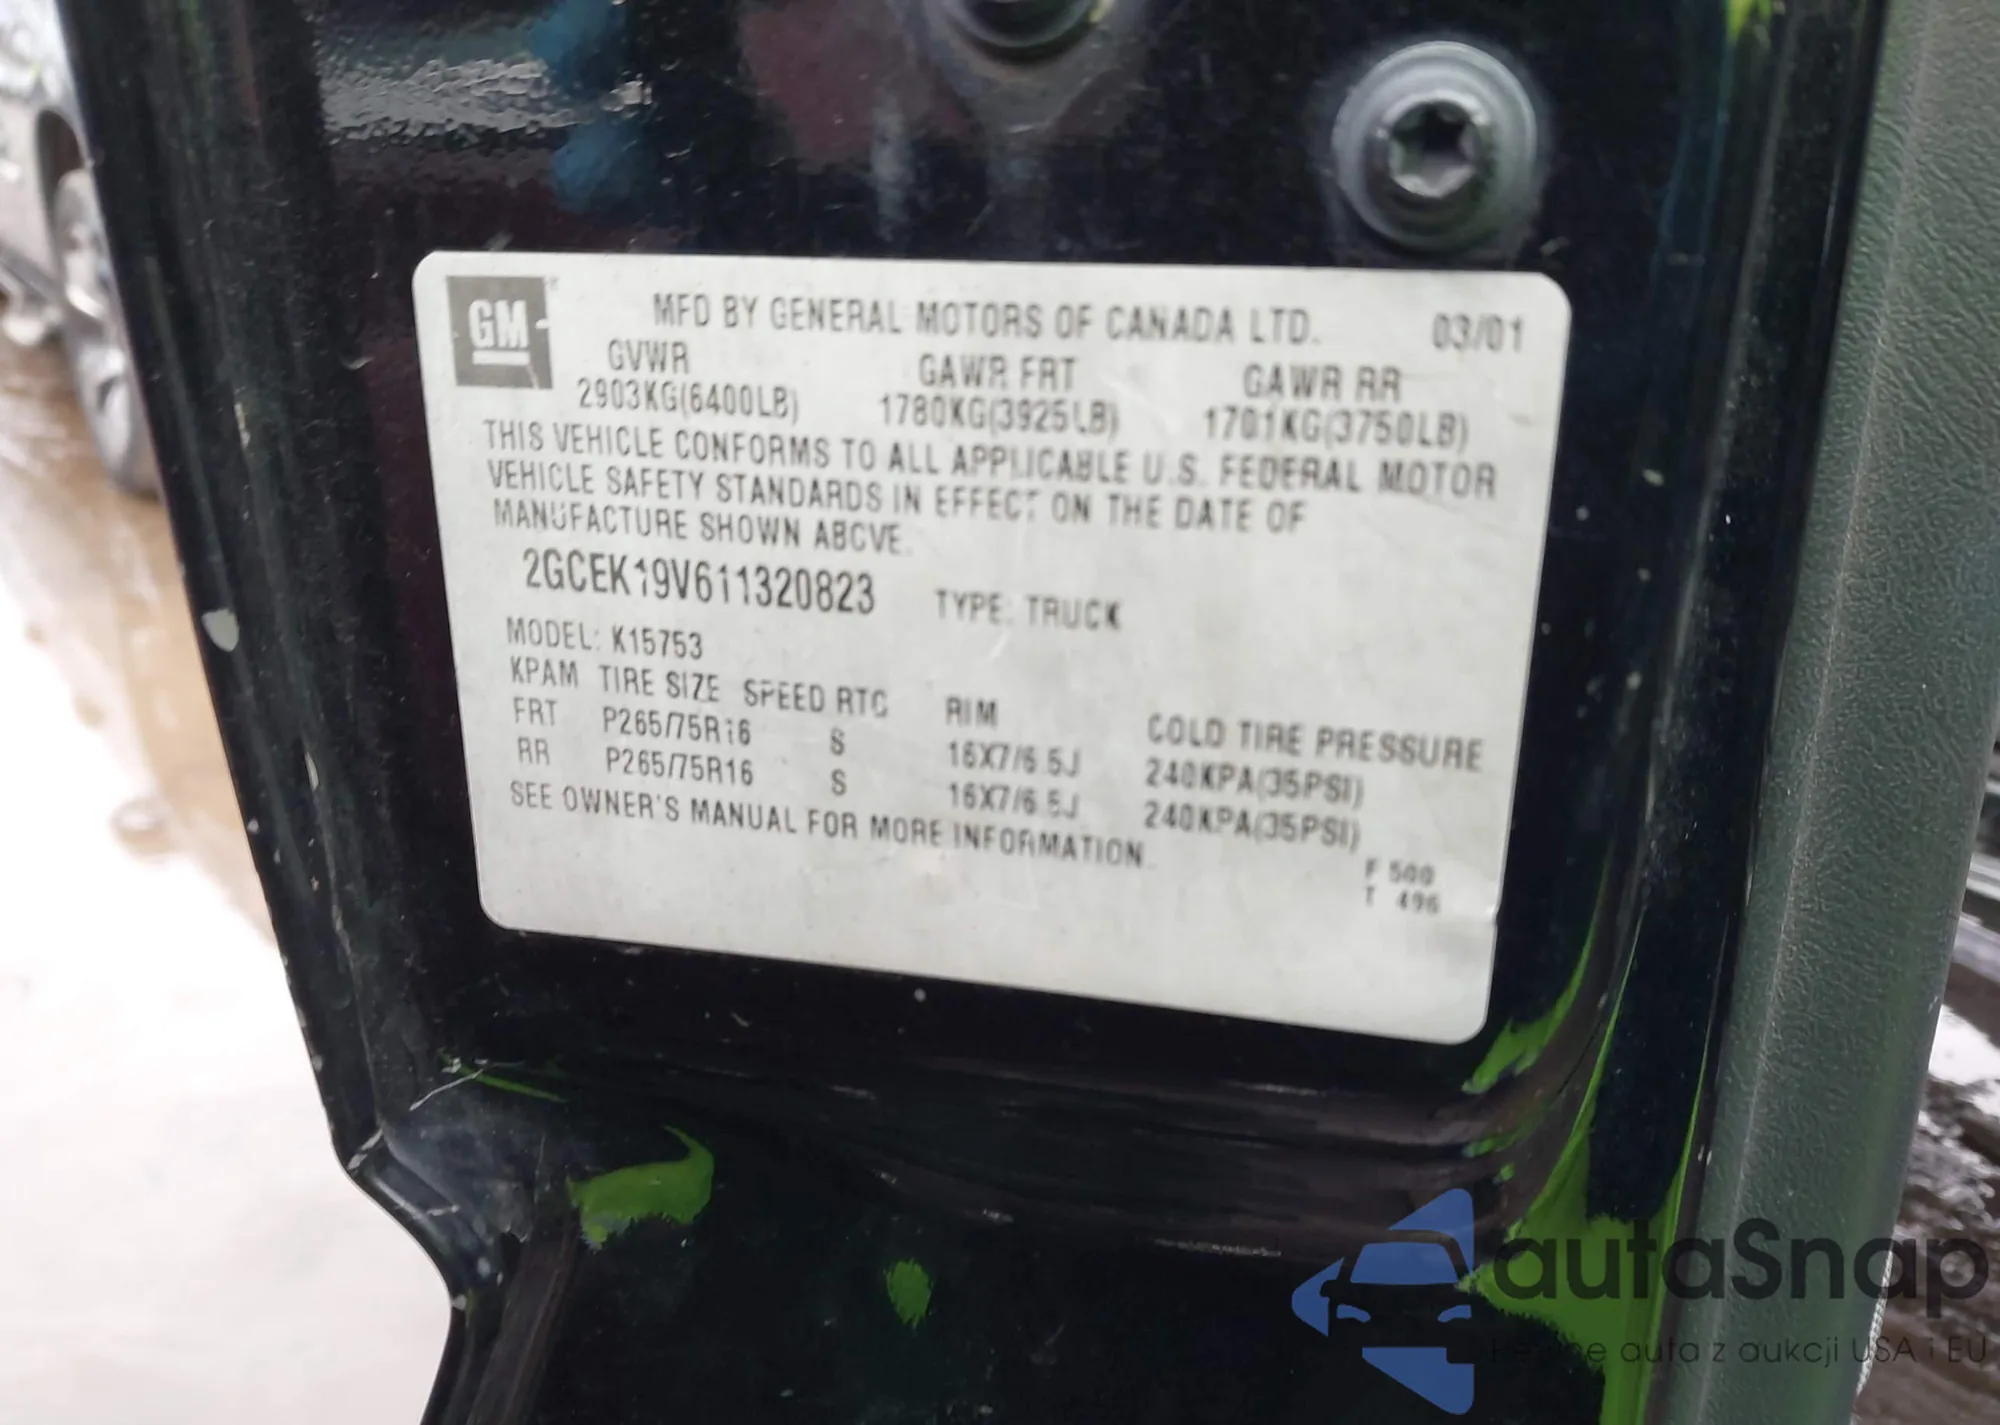 GM
MFD BY GENERAL MOTORS OF CANADA LTD. 03/01
GVWR GAWR FRT GAWR RR
2903KG(6400LB) 1780KG(3925LB) 1701KG(3750LB)
THIS VEHICLE CONFORMS TO ALL APPLICABLE U.S. FEDERAL MOTOR
VEHICLE SAFETY STANDARDS IN EFFECT ON THE DATE OF
MANUFACTURE SHOWN ABOVE.
2GCEK19V611320823 TYPE: TRUCK
MODEL: K15753
KPAM TIRE SIZE SPEED RTG RIM COLD TIRE PRESSURE
FRT P265/75R16 S 16X7/6.5J 240KPA(35PSI)
RR P265/75R16 S 16X7/6.5J 240KPA(35PSI)
SEE OWNER'S MANUAL FOR MORE INFORMATION.
F 500
T 496
autaSnap
auta z aukcji USA i EU